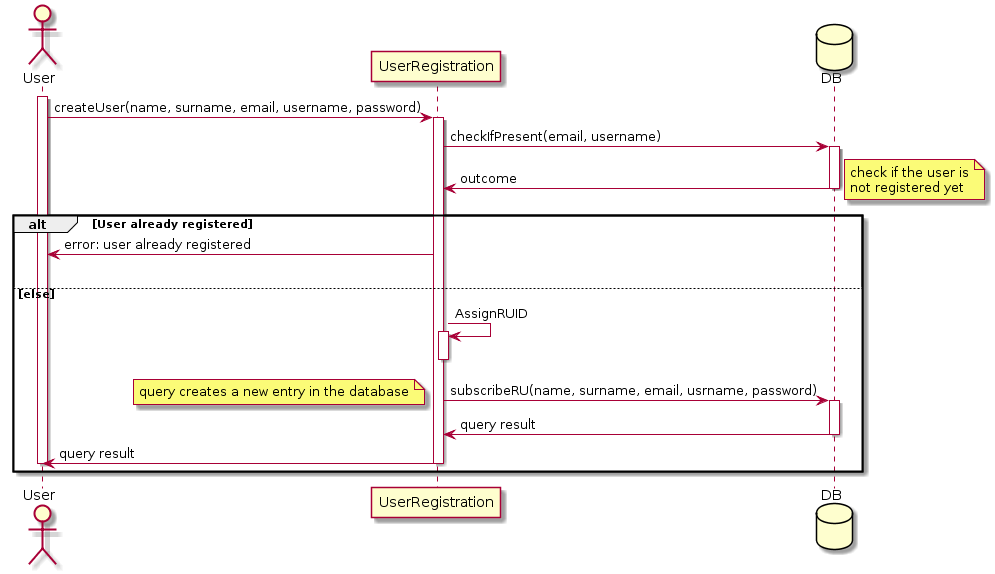 User
UserRegistration
DB
createUser(name, surname, email, username, password)
checkIfPresent(email, username)
outcome
check if the user is
not registered yet
alt
[User already registered]
error: user already registered
[else]
AssignRUID
query creates a new entry in the database
subscribeRU(name, surname, email, usrname, password)
query result
query result
User
UserRegistration
DB